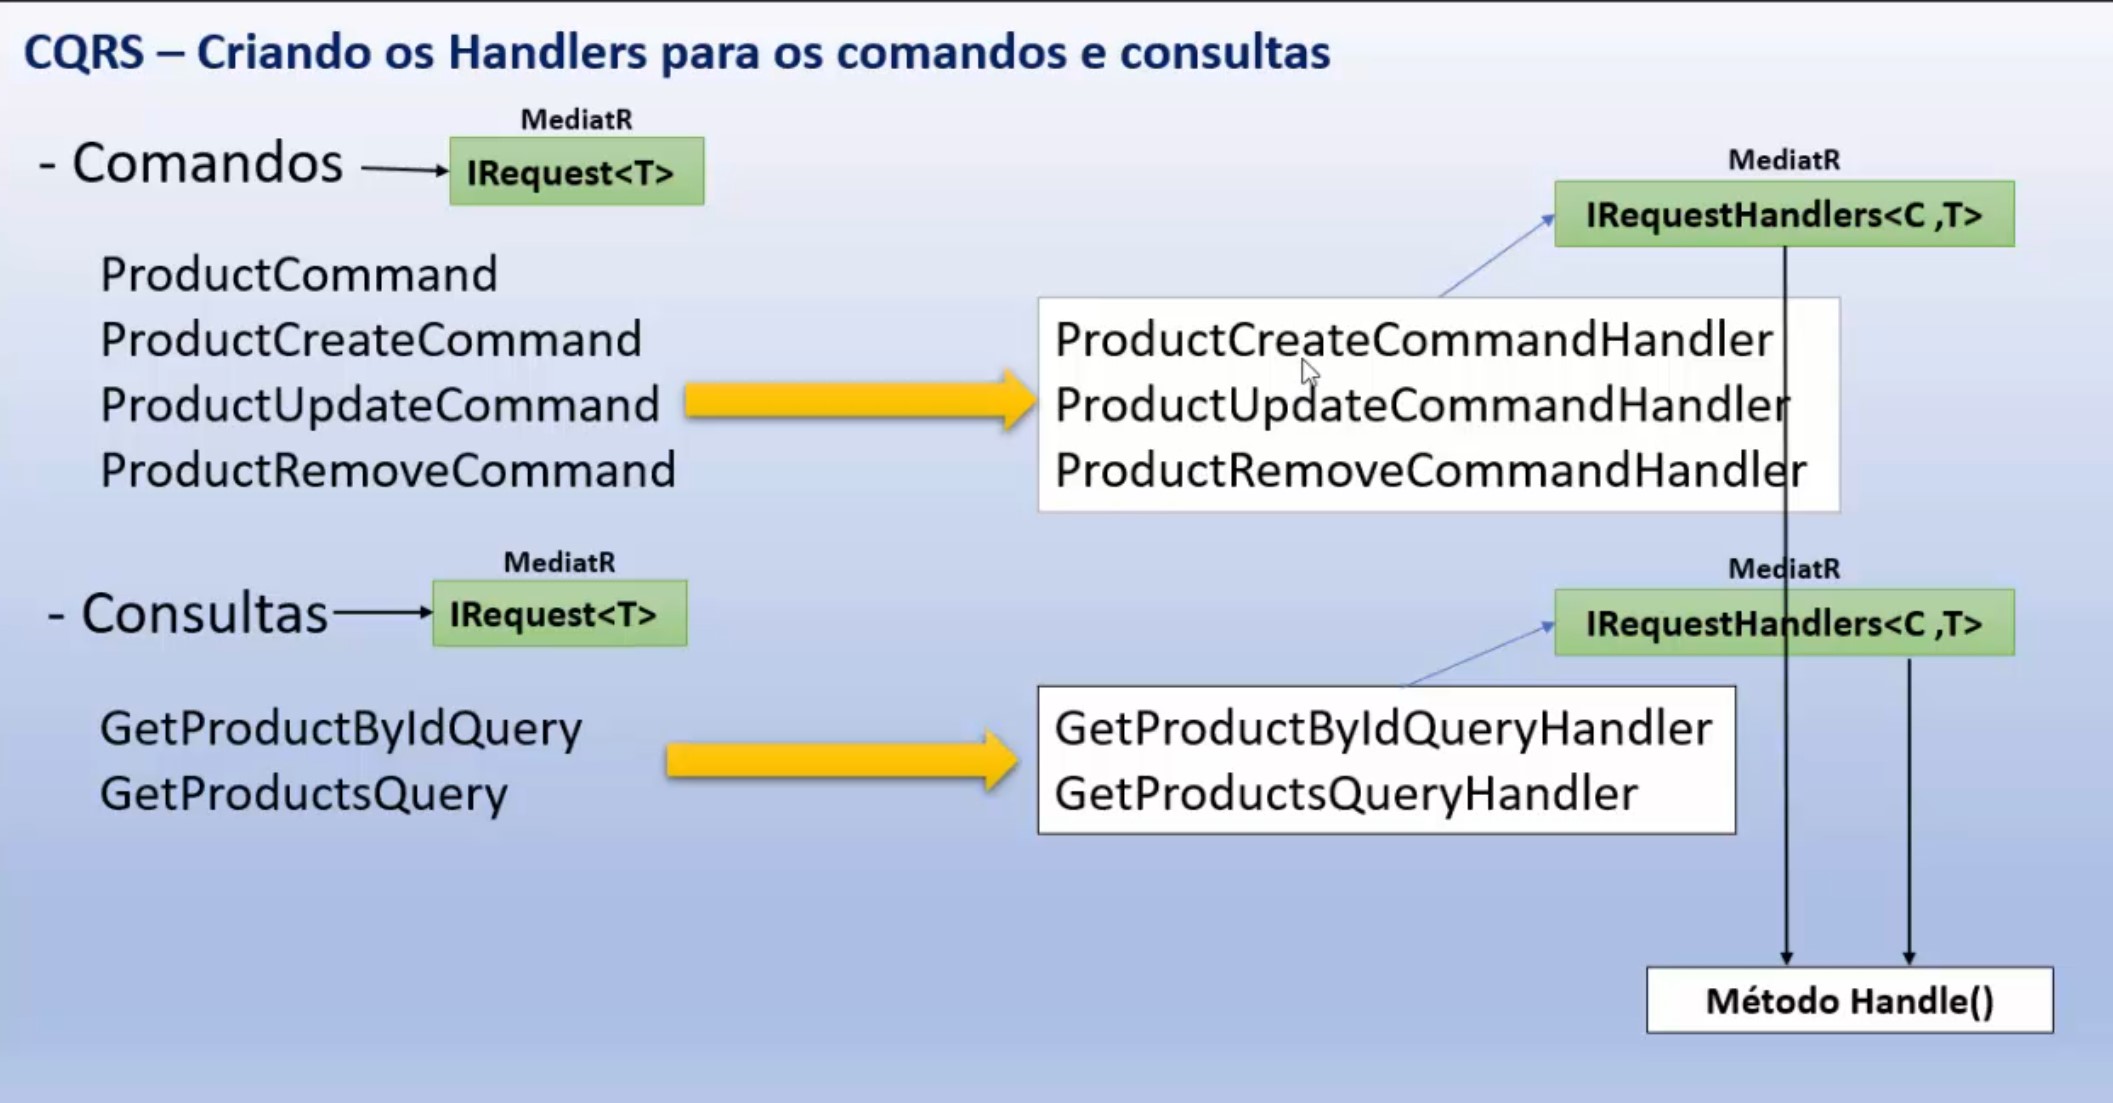 CQRS – Criando os Handlers para os comandos e consultas
MediatR
- Comandos
IRequest<T>
MediatR
IRequestHandlers<C ,T>
ProductCommand
ProductCreateCommand
ProductUpdateCommand
ProductRemoveCommand
ProductCreateCommandHandler
ProductUpdateCommandHandler
ProductRemoveCommandHandler
MediatR
- Consultas
IRequest<T>
MediatR
IRequestHandlers<C ,T>
GetProductByIdQuery
GetProductsQuery
GetProductByIdQueryHandler
GetProductsQueryHandler
Método Handle()